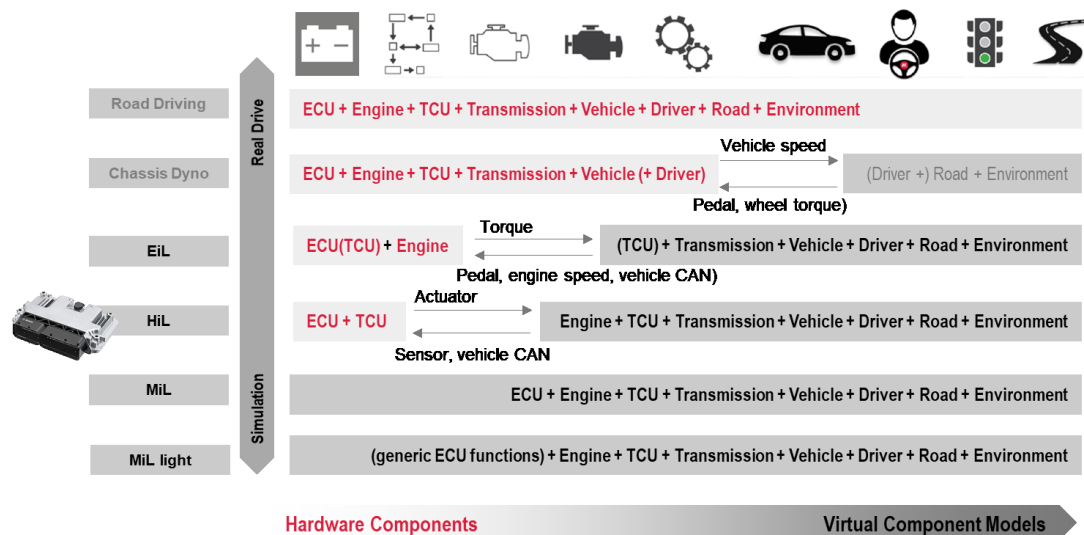 Road Driving
ECU + Engine + TCU + Transmission + Vehicle + Driver + Road + Environment
Real Drive
Chassis Dyno
ECU + Engine + TCU + Transmission + Vehicle (+ Driver)
Vehicle speed
Pedal, wheel torque)
(Driver +) Road + Environment
EiL
ECU(TCU) + Engine
Torque
Pedal, engine speed, vehicle CAN)
(TCU) + Transmission + Vehicle + Driver + Road + Environment
HiL
ECU + TCU
Actuator
Sensor, vehicle CAN
Engine + TCU + Transmission + Vehicle + Driver + Road + Environment
Simulation
MiL
ECU + Engine + TCU + Transmission + Vehicle + Driver + Road + Environment
MiL light
(generic ECU functions) + Engine + TCU + Transmission + Vehicle + Driver + Road + Environment
Hardware Components
Virtual Component Models